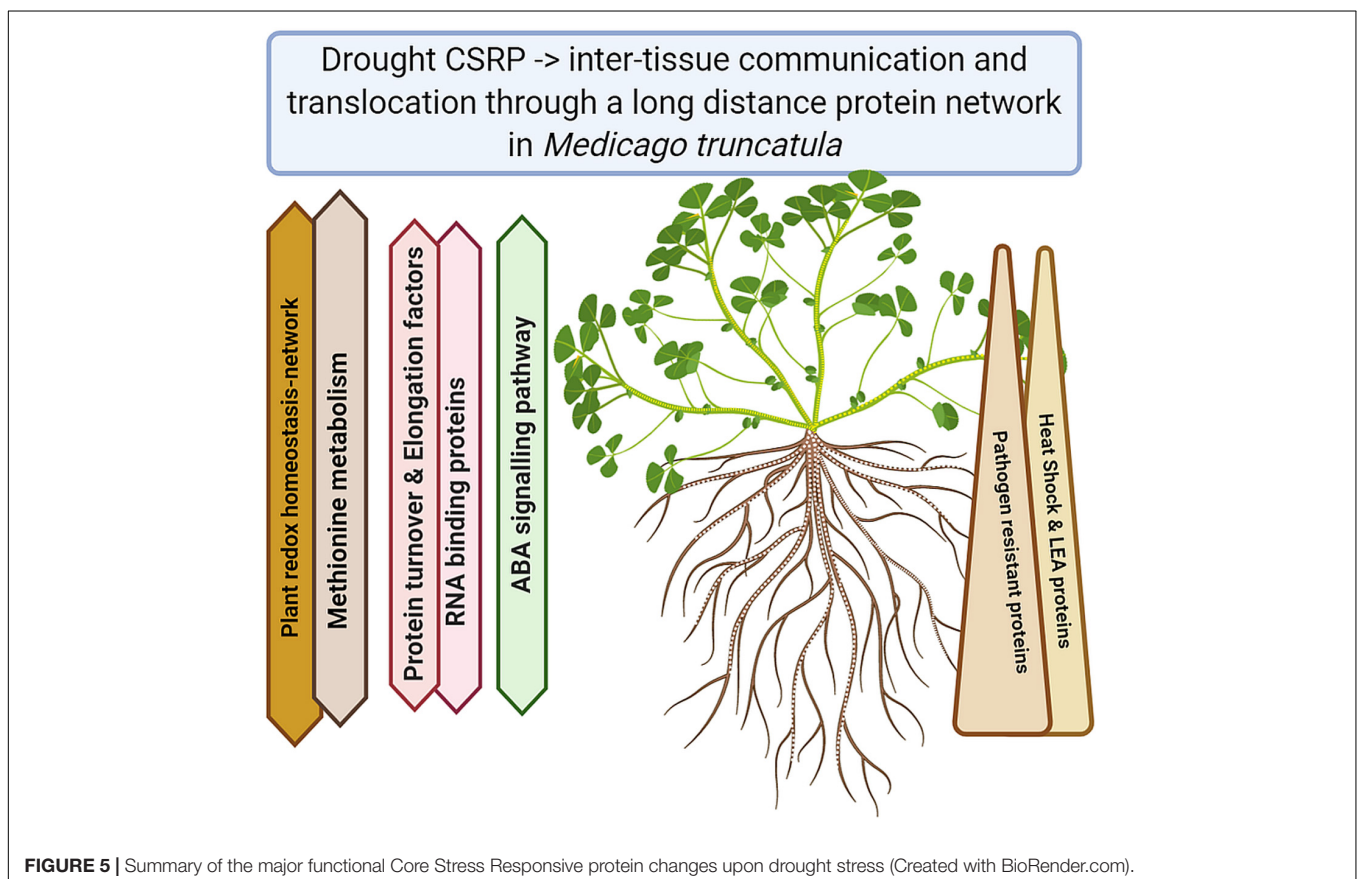 Drought CSRP -> inter-tissue communication and
translocation through a long distance protein network
in Medicago truncatula
Plant redox homeostasis-network
Methionine metabolism
Protein turnover & Elongation factors
RNA binding proteins
ABA signalling pathway
Pathogen resistant proteins
Heat Shock & LEA proteins
FIGURE 5 | Summary of the major functional Core Stress Responsive protein changes upon drought stress (Created with BioRender.com).